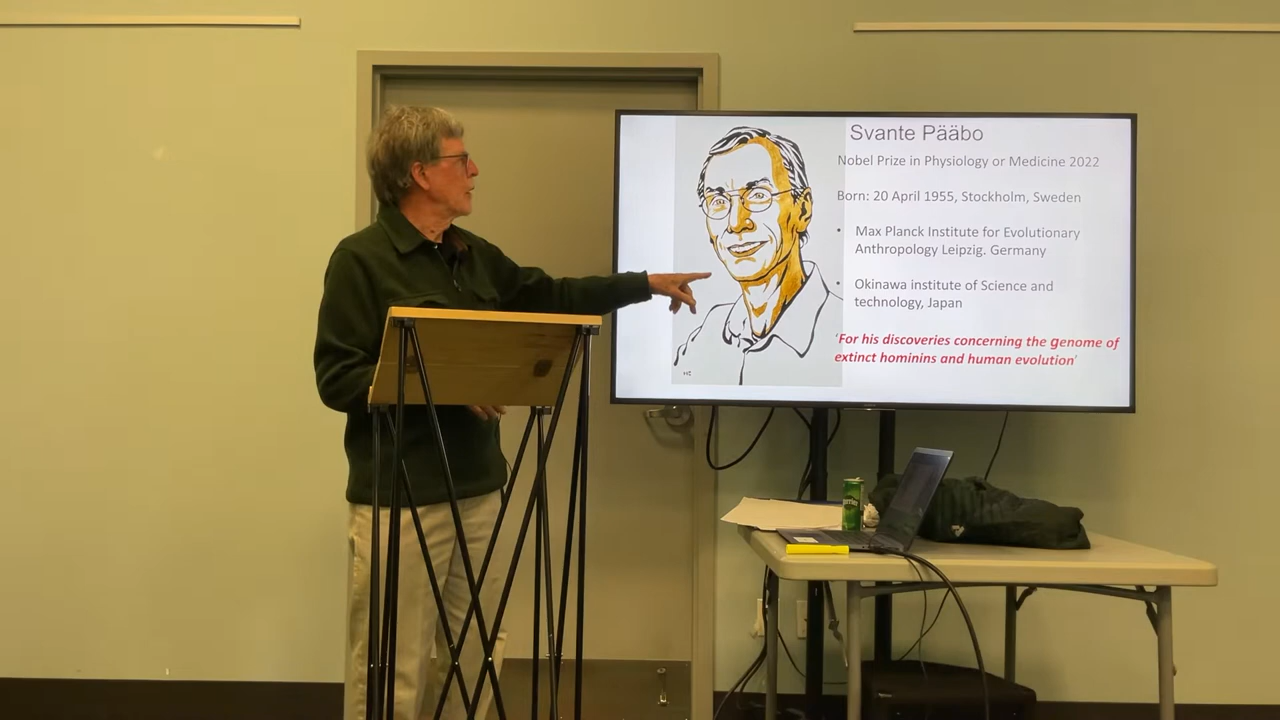 Svante Pääbo
Nobel Prize in Physiology or Medicine 2022
Born: 20 April 1955, Stockholm, Sweden
• Max Planck Institute for Evolutionary
Anthropology Leipzig. Germany
• Okinawa institute of Science and
technology, Japan
'For his discoveries concerning the genome of
extinct hominins and human evolution'